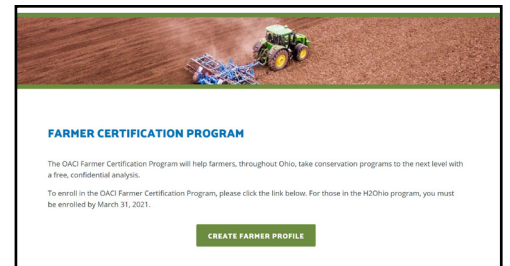 FARMER CERTIFICATION PROGRAM
The OACI Farmer Certification Program will help farmers, throughout Ohio, take conservation programs to the next level with
a free, confidential analysis.
To enroll in the OACI Farmer Certification Program, please click the link below. For those in the H2Ohio program, you must
be enrolled by March 31, 2021.
CREATE FARMER PROFILE